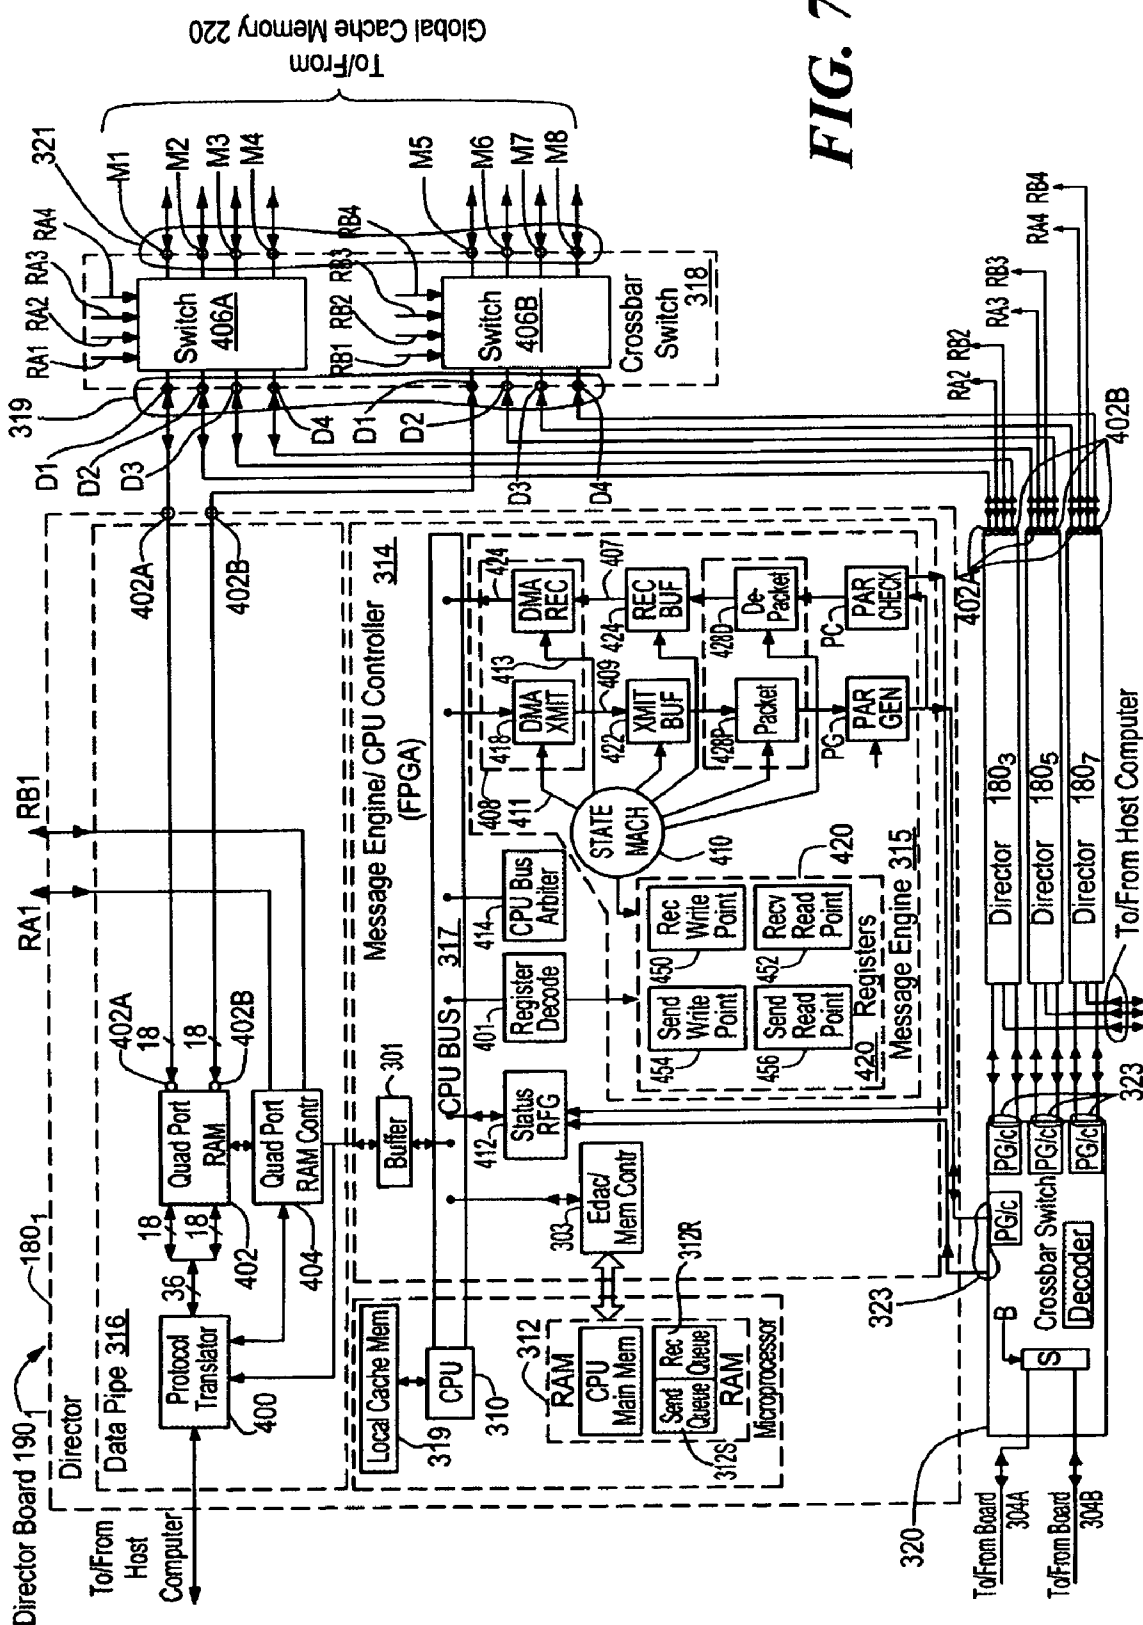 Director Board 190₁
180₁
Director
Data Pipe 316
To/From
Host
Computer
Protocol
Translator
400
36
18
18
Quad Port
RAM
402
402A
18
18
402B
Quad Port
RAM Contr
404
RA1
RB1
402A
402B
319
D1
D2
D3
D4
D1
D2
D3
D4
RA1
RA2
RA3
RA4
Switch
406A
321
M1
M2
M3
M4
RB1
RB2
RB3
RB4
Switch
406B
M5
M6
M7
M8
Crossbar
Switch
318
To/From
Global Cache Memory 220
FIG. 7
Message Engine/ CPU Controller
(FPGA)
314
Local Cache Mem
319
CPU
310
CPU BUS
317
Buffer
301
RAM
312
CPU
Main Mem
Send
Queue
Rec
Queue
RAM
312S
312R
Microprocessor
Edac/
Mem Contr
303
Status
RFG
412
Register
Decode
401
CPU Bus
Arbiter
414
STATE
MACH
410
411
408
DMA
XMIT
418
413
DMA
REC
424
409
407
XMIT
BUF
422
REC
BUF
424
Packet
428P
De-
Packet
428D
PAR
GEN
PG
PAR
CHECK
PC
Send
Write
Point
454
Rec
Write
Point
450
Send
Read
Point
456
Recv
Read
Point
452
420 Registers
420
Message Engine 315
320
To/From Board
304A
To/From Board
304B
S
B
Crossbar Switch
Decoder
PG/c
PG/c
PG/c
PG/c
323
323
To/From Host Computer
Director 180₃
Director 180₅
Director 180₇
402A
402B
RA2
RB2
RA3
RB3
RA4
RB4